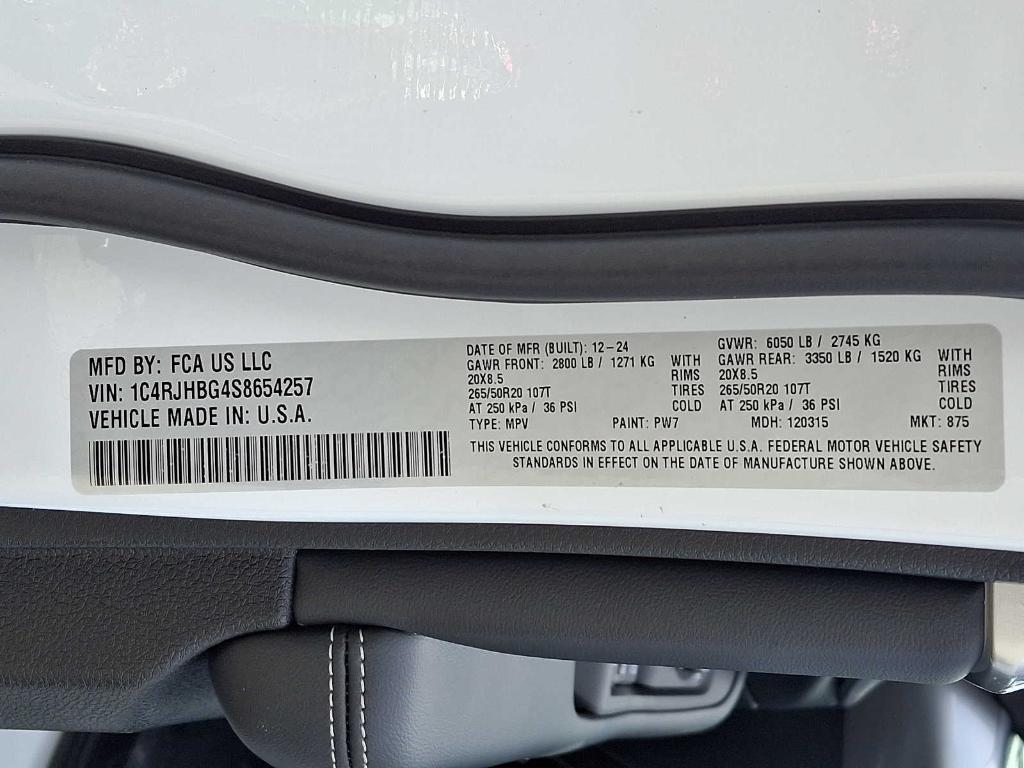 MFD BY: FCA US LLC
VIN: 1C4RJHBG4S8654257
VEHICLE MADE IN: U.S.A.
DATE OF MFR (BUILT): 12-24
GAWR FRONT: 2800 LB / 1271 KG WITH
20X8.5 RIMS
265/50R20 107T TIRES
AT 250 kPa / 36 PSI COLD
GVWR: 6050 LB / 2745 KG
GAWR REAR: 3350 LB / 1520 KG WITH
20X8.5 RIMS
265/50R20 107T TIRES
AT 250 kPa / 36 PSI COLD
TYPE: MPV PAINT: PW7 MDH: 120315 MKT: 875
THIS VEHICLE CONFORMS TO ALL APPLICABLE U.S.A. FEDERAL MOTOR VEHICLE SAFETY
STANDARDS IN EFFECT ON THE DATE OF MANUFACTURE SHOWN ABOVE.